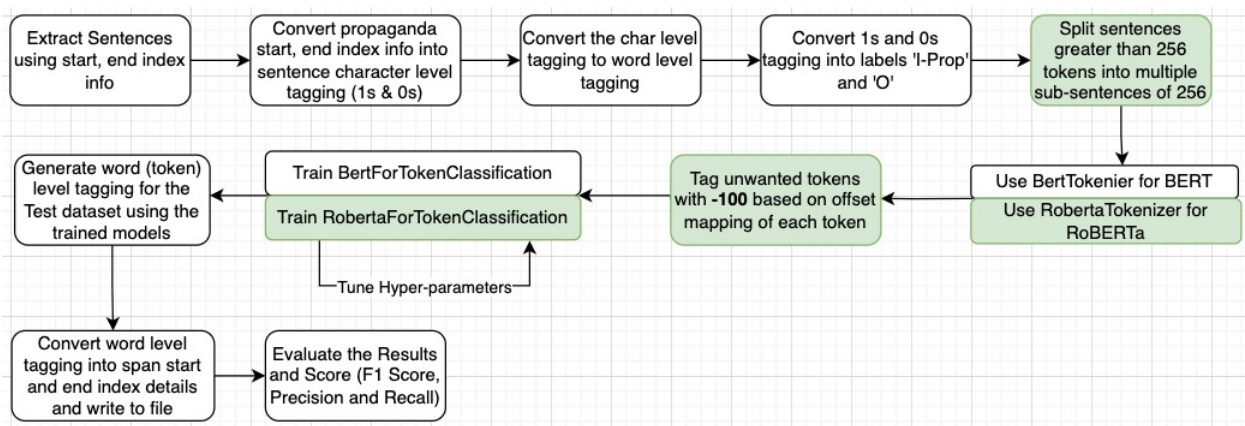 Extract Sentences
using start, end index
info
Convert propaganda
start, end index info into
sentence character level
tagging (1s & 0s)
Convert the char level
tagging to word level
tagging
Convert 1s and 0s
tagging into labels 'I-Prop'
and 'O'
Split sentences
greater than 256
tokens into multiple
sub-sentences of 256
Use BertTokenier for BERT
Use RobertaTokenizer for
RoBERTa
Tag unwanted tokens
with -100 based on offset
mapping of each token
Train BertForTokenClassification
Train RobertaForTokenClassification
Tune Hyper-parameters
Generate word (token)
level tagging for the
Test dataset using the
trained models
Convert word level
tagging into span start
and end index details
and write to file
Evaluate the Results
and Score (F1 Score,
Precision and Recall)